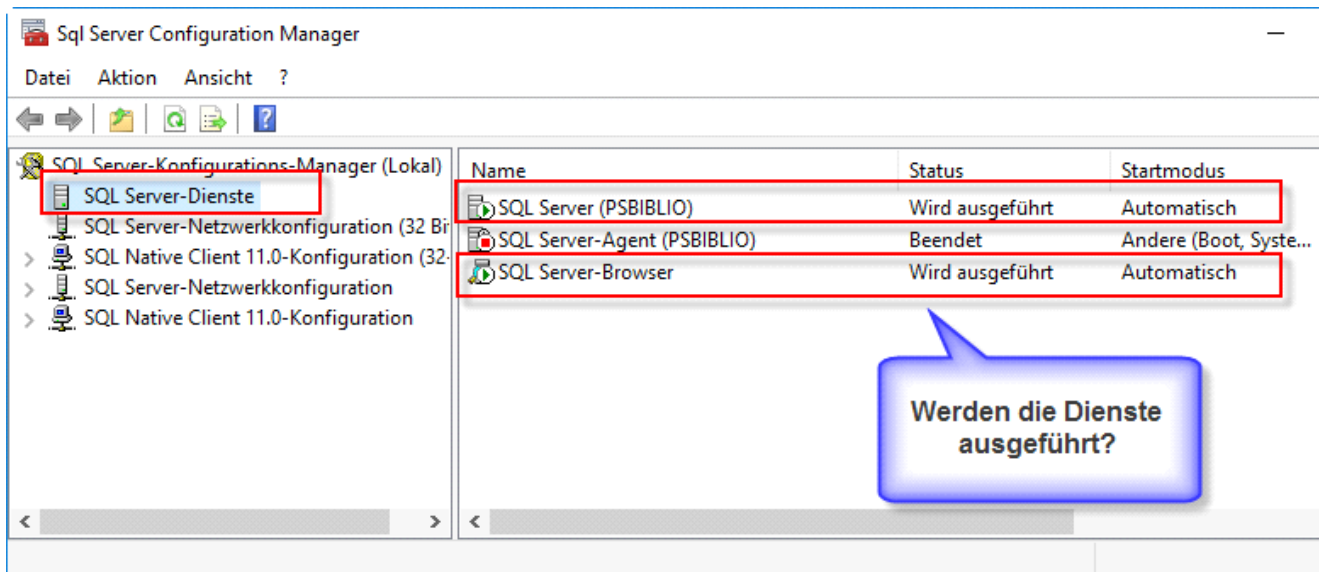 Sql Server Configuration Manager
Datei Aktion Ansicht ?
SQL Server-Konfigurations-Manager (Lokal)
SQL Server-Dienste
SQL Server-Netzwerkkonfiguration (32 Bi
SQL Native Client 11.0-Konfiguration (32-
SQL Server-Netzwerkkonfiguration
SQL Native Client 11.0-Konfiguration
Name Status Startmodus
SQL Server (PSBIBLIO) Wird ausgeführt Automatisch
SQL Server-Agent (PSBIBLIO) Beendet Andere (Boot, Syste...
SQL Server-Browser Wird ausgeführt Automatisch
Werden die Dienste
ausgeführt?